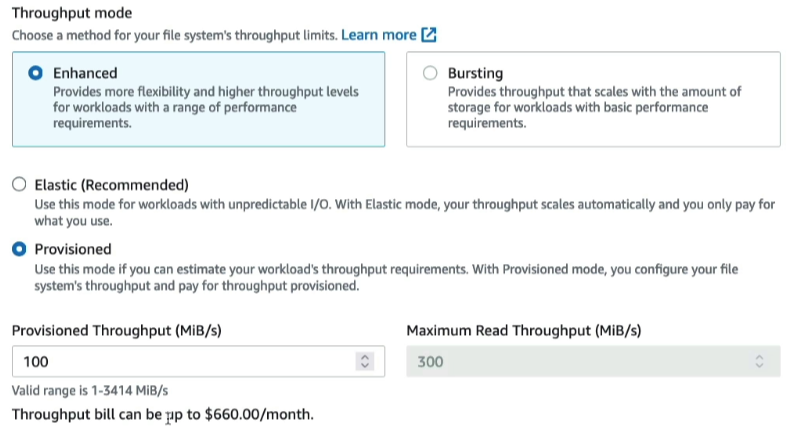 Throughput mode
Choose a method for your file system's throughput limits. Learn more
Enhanced
Provides more flexibility and higher throughput levels
for workloads with a range of performance
requirements.
Bursting
Provides throughput that scales with the amount of
storage for workloads with basic performance
requirements.
Elastic (Recommended)
Use this mode for workloads with unpredictable I/O. With Elastic mode, your throughput scales automatically and you only pay for
what you use.
Provisioned
Use this mode if you can estimate your workload's throughput requirements. With Provisioned mode, you configure your file
system's throughput and pay for throughput provisioned.
Provisioned Throughput (MiB/s)
100
Valid range is 1-3414 MiB/s
Throughput bill can be up to $660.00/month.
Maximum Read Throughput (MiB/s)
300